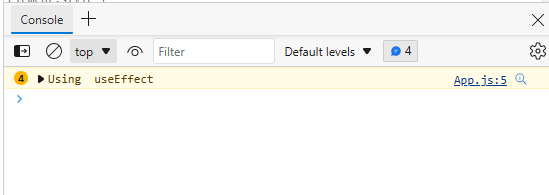 Console
top Filter Default levels 4
4 Using useEffect App.js:5